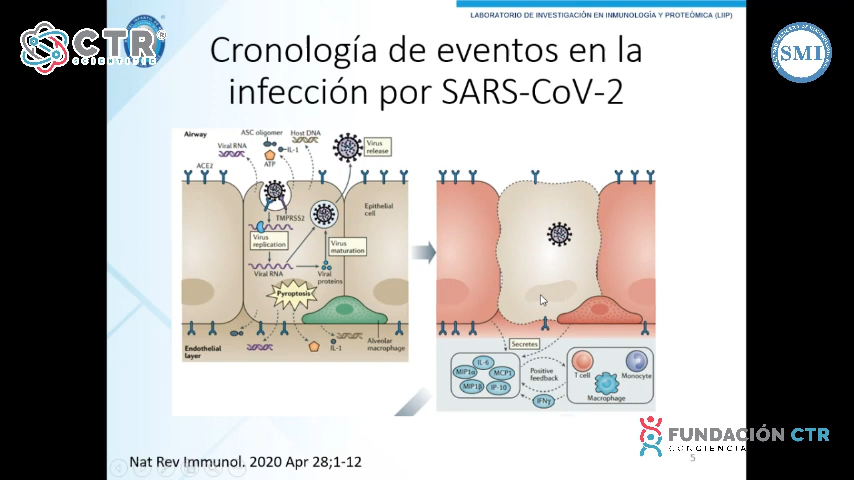 LABORATORIO DE INVESTIGACIÓN EN INMUNOLOGÍA Y PROTEÓMICA (LIIP)
CTR
SCIENTIFIC
SMI
Cronología de eventos en la
infección por SARS-CoV-2
Airway
ASC oligomer
Host DNA
Viral RNA
IL-1
ATP
Virus
release
ACE2
Epithelial
cell
TMPRSS2
Virus
replication
Virus
maturation
Viral RNA
Viral
proteins
Pyroptosis
Endothelial
layer
IL-1
Alveolar
macrophage
Secretes
IL-6
MIP1α
MCP1
MIP1β
IP-10
Positive
feedback
IFNγ
T cell
Monocyte
Macrophage
FUNDACIÓN CTR
CONCIENCIA
5
Nat Rev Immunol. 2020 Apr 28;1-12